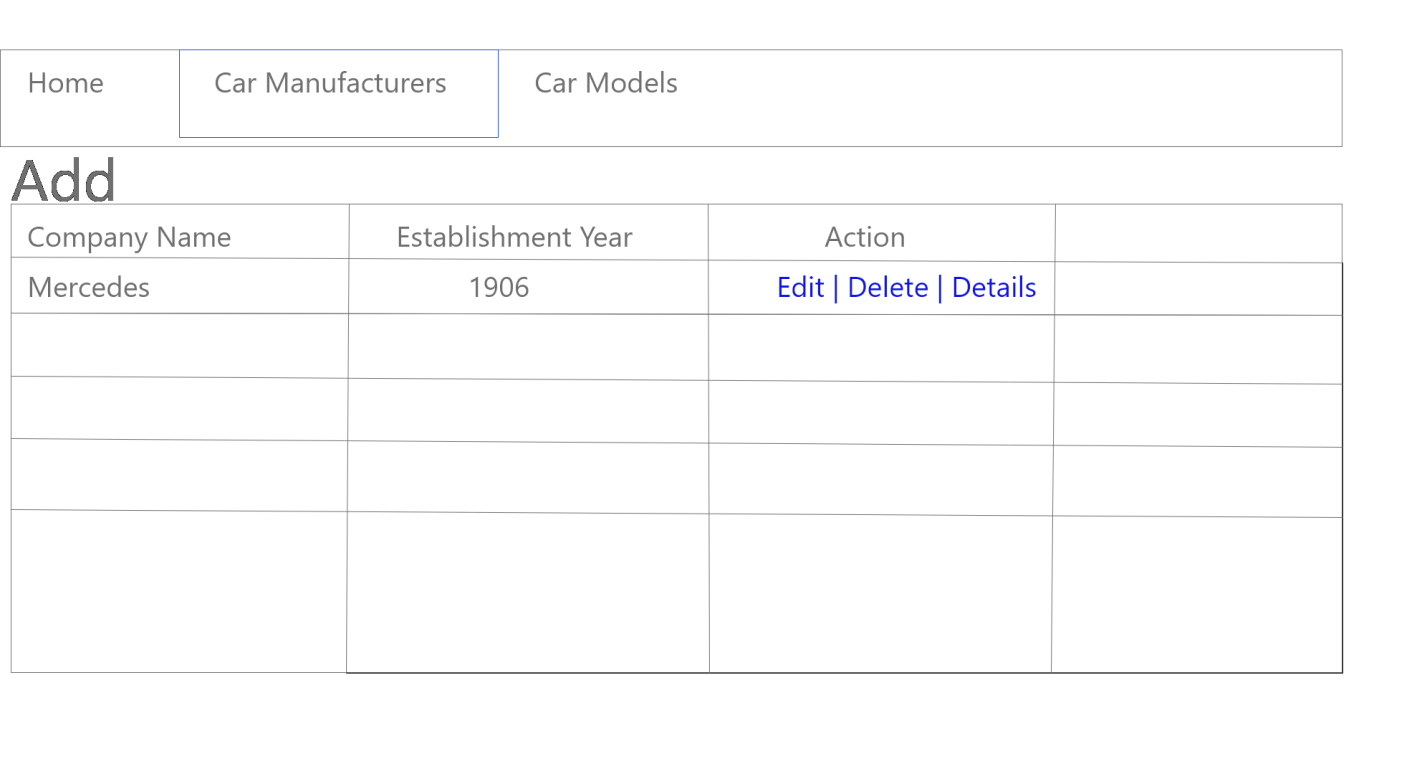 Home Car Manufacturers Car Models
Add
Company Name Establishment Year Action
Mercedes 1906 Edit | Delete | Details